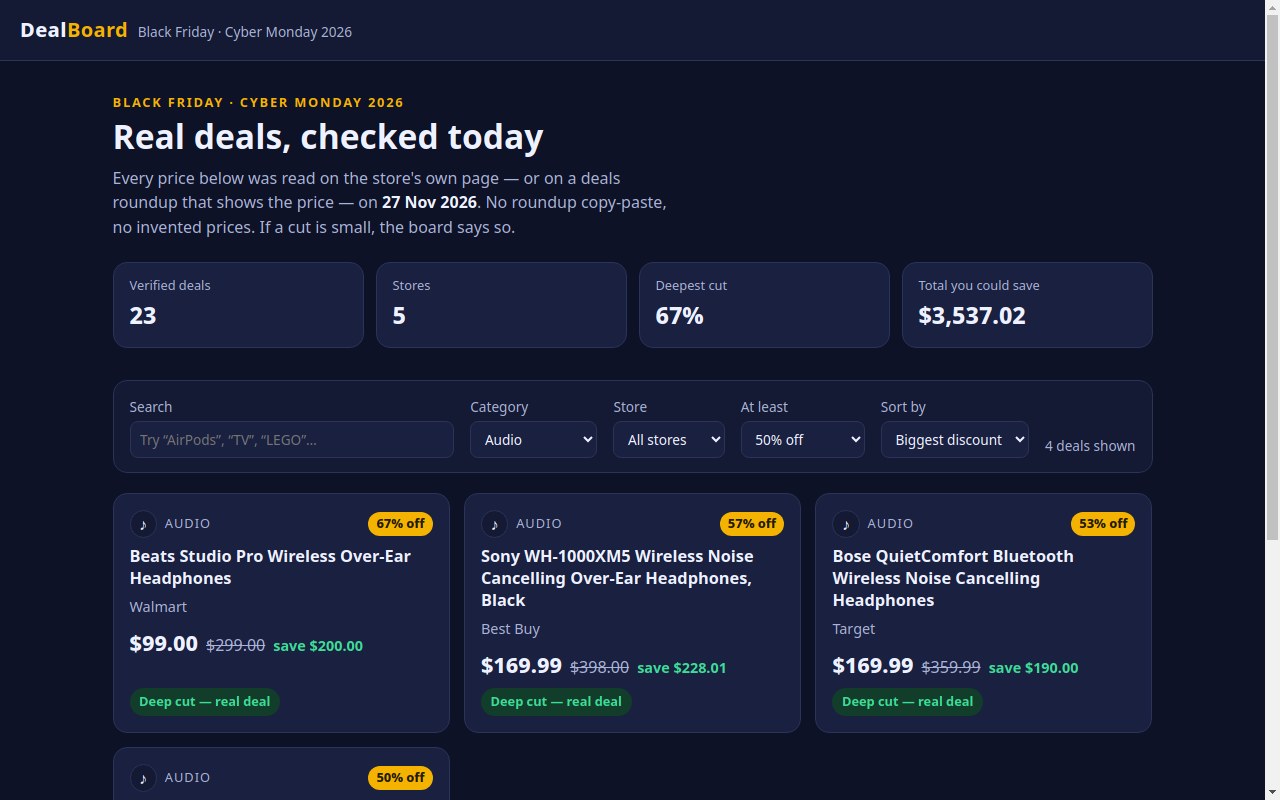 DealBoard Black Friday · Cyber Monday 2026
BLACK FRIDAY · CYBER MONDAY 2026
Real deals, checked today
Every price below was read on the store's own page — or on a deals
roundup that shows the price — on 27 Nov 2026. No roundup copy-paste,
no invented prices. If a cut is small, the board says so.
Verified deals
23
Stores
5
Deepest cut
67%
Total you could save
$3,537.02
Search
Try “AirPods”, “TV”, “LEGO”…
Category
Audio
Store
All stores
At least
50% off
Sort by
Biggest discount
4 deals shown
♪ AUDIO 67% off
Beats Studio Pro Wireless Over-Ear
Headphones
Walmart
$99.00 $299.00 save $200.00
Deep cut — real deal
♪ AUDIO 57% off
Sony WH-1000XM5 Wireless Noise
Cancelling Over-Ear Headphones,
Black
Best Buy
$169.99 $398.00 save $228.01
Deep cut — real deal
♪ AUDIO 53% off
Bose QuietComfort Bluetooth
Wireless Noise Cancelling
Headphones
Target
$169.99 $359.99 save $190.00
Deep cut — real deal
♪ AUDIO 50% off